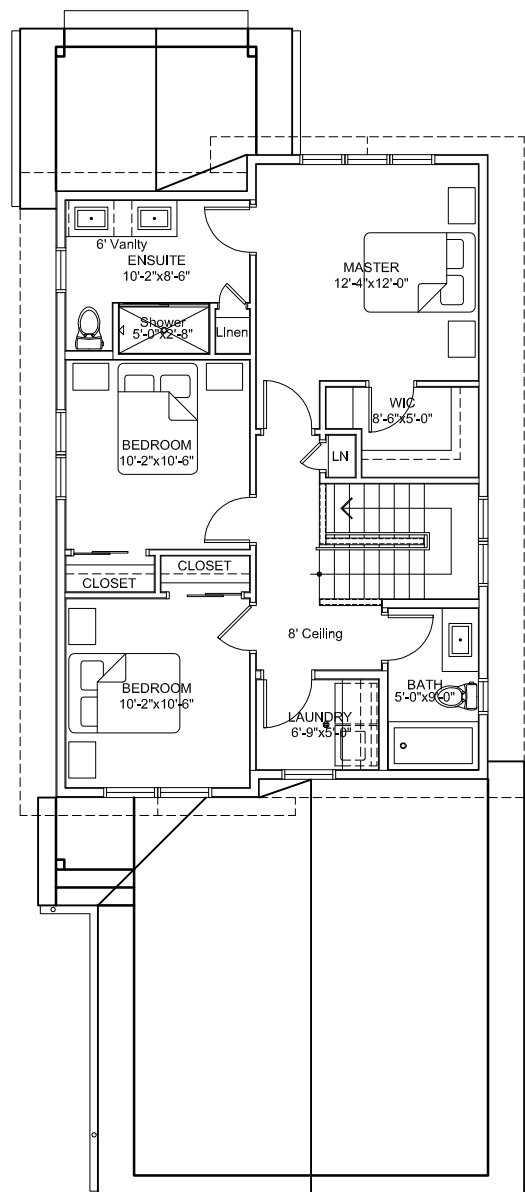 6' Vanity
ENSUITE
10'-2"x8'-6"
MASTER
12'-4"x12'-0"
Shower
5'-0"x2'-8"
Linen
WIC
8'-6"x5'-0"
BEDROOM
10'-2"x10'-6"
LN
CLOSET
CLOSET
8' Ceiling
BEDROOM
10'-2"x10'-6"
BATH
5'-0"x9'-0"
LAUNDRY
6'-9"x5'-0"